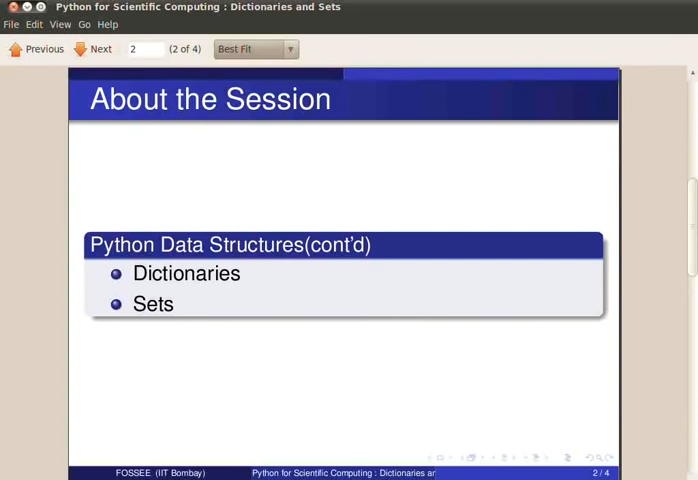 Python for Scientific Computing : Dictionaries and Sets
File Edit View Go Help
Previous Next 2 (2 of 4) Best Fit
About the Session
Python Data Structures(cont'd)
Dictionaries
Sets
FOSSEE (IIT Bombay) Python for Scientific Computing : Dictionaries ar 2 / 4